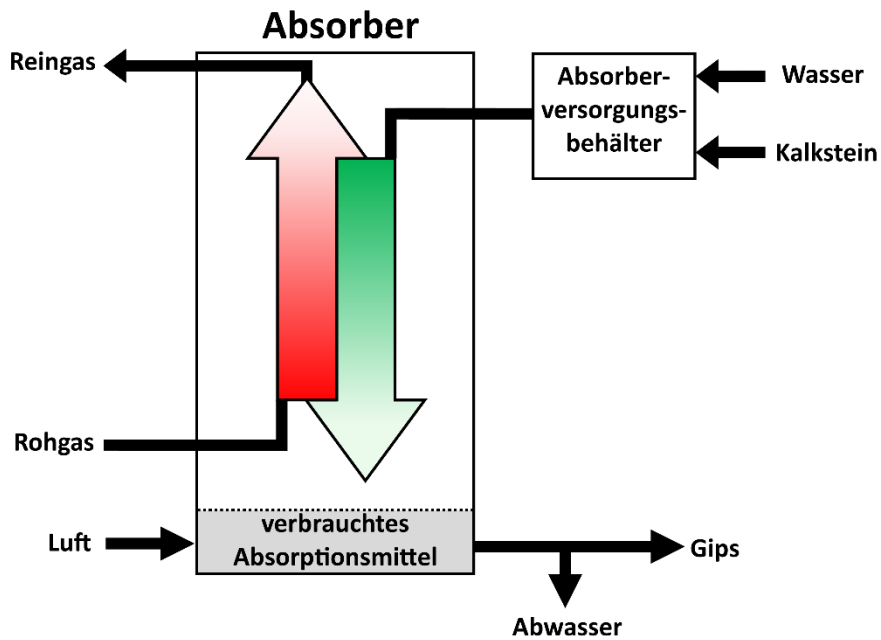 Absorber
Reingas
Absorber-
versorgungs-
behälter
Wasser
Kalkstein
Rohgas
Luft
verbrauchtes
Absorptionsmittel
Gips
Abwasser